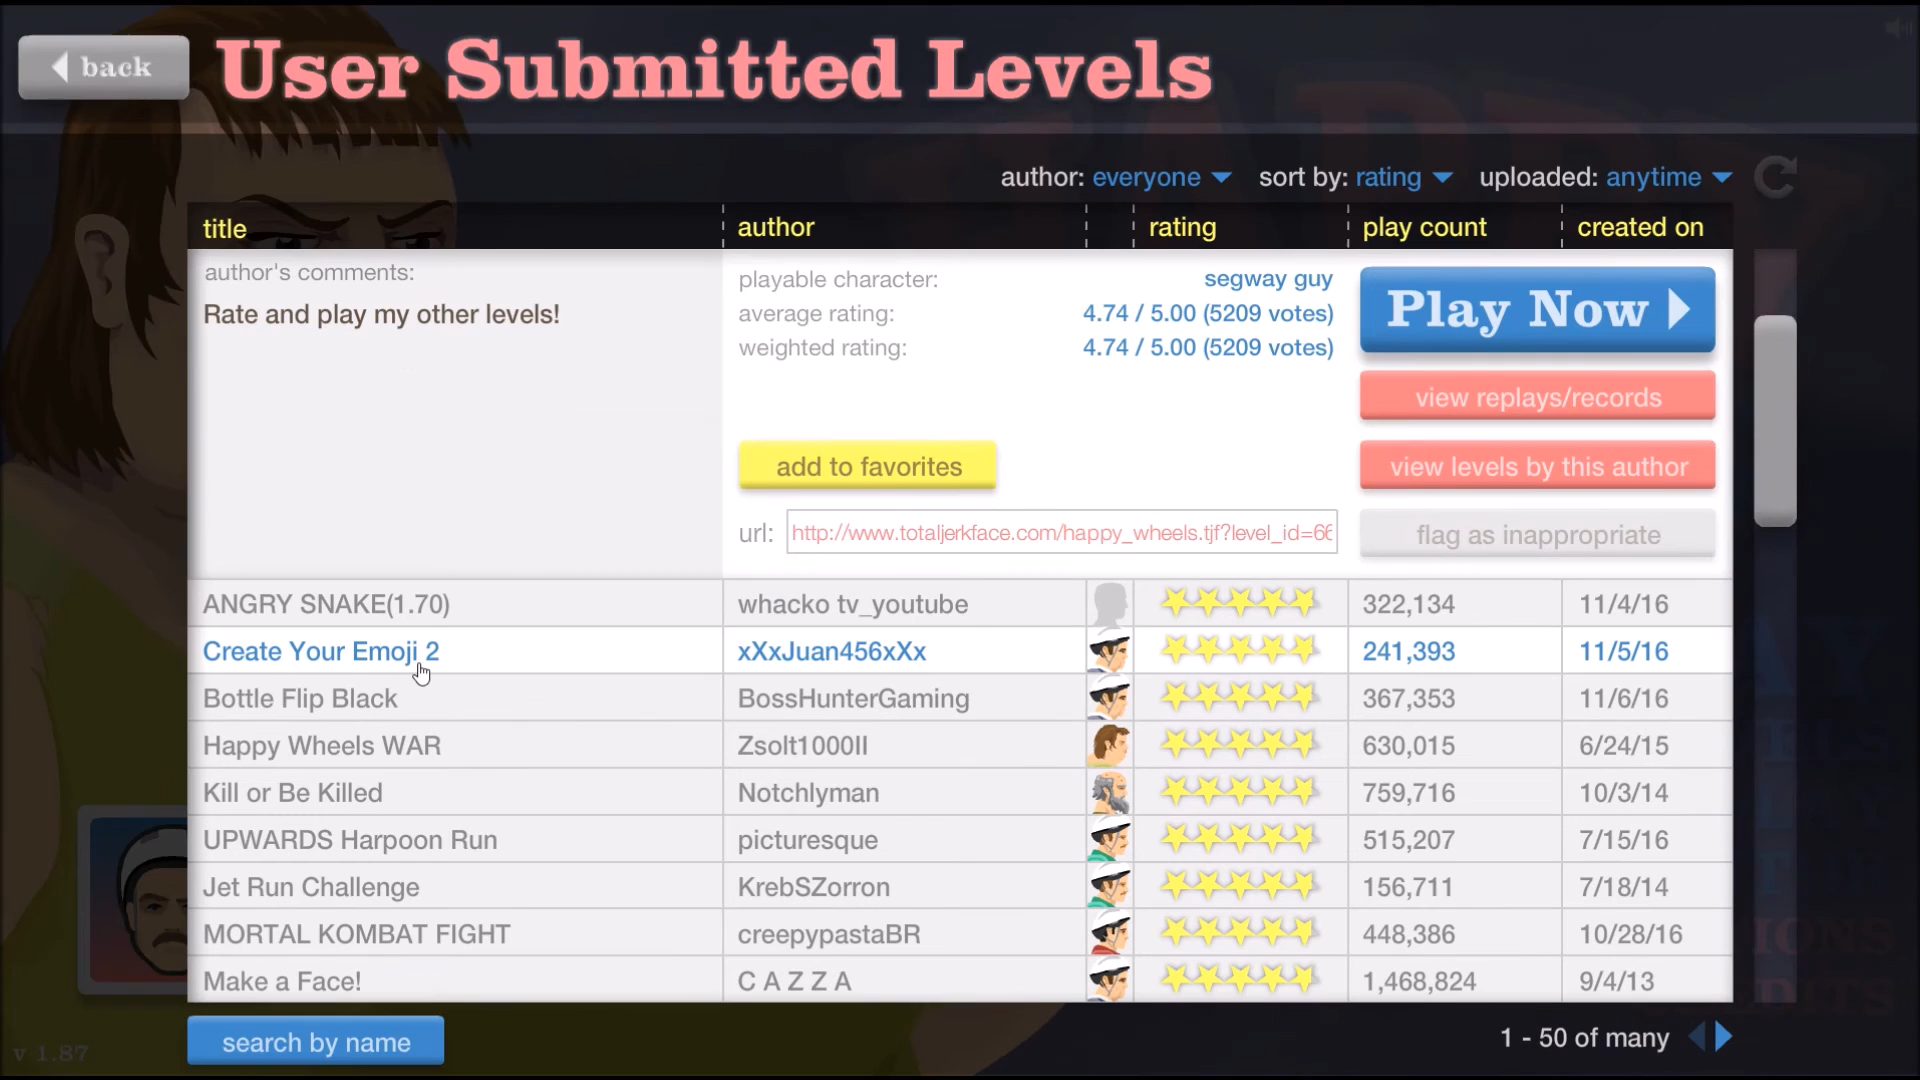 back
User Submitted Levels
author: everyone sort by: rating uploaded: anytime
title author rating play count created on
author's comments:
Rate and play my other levels!
playable character: segway guy
average rating: 4.74 / 5.00 (5209 votes)
weighted rating: 4.74 / 5.00 (5209 votes)
Play Now
view replays/records
add to favorites
view levels by this author
url: http://www.totaljerkface.com/happy_wheels.tjf?level_id=66
flag as inappropriate
ANGRY SNAKE(1.70) whacko tv_youtube 322,134 11/4/16
Create Your Emoji 2 xXxJuan456xXx 241,393 11/5/16
Bottle Flip Black BossHunterGaming 367,353 11/6/16
Happy Wheels WAR Zsolt1000II 630,015 6/24/15
Kill or Be Killed Notchlyman 759,716 10/3/14
UPWARDS Harpoon Run picturesque 515,207 7/15/16
Jet Run Challenge KrebSZorron 156,711 7/18/14
MORTAL KOMBAT FIGHT creepypastaBR 448,386 10/28/16
Make a Face! C A Z Z A 1,468,824 9/4/13
search by name
1 - 50 of many
v 1.87